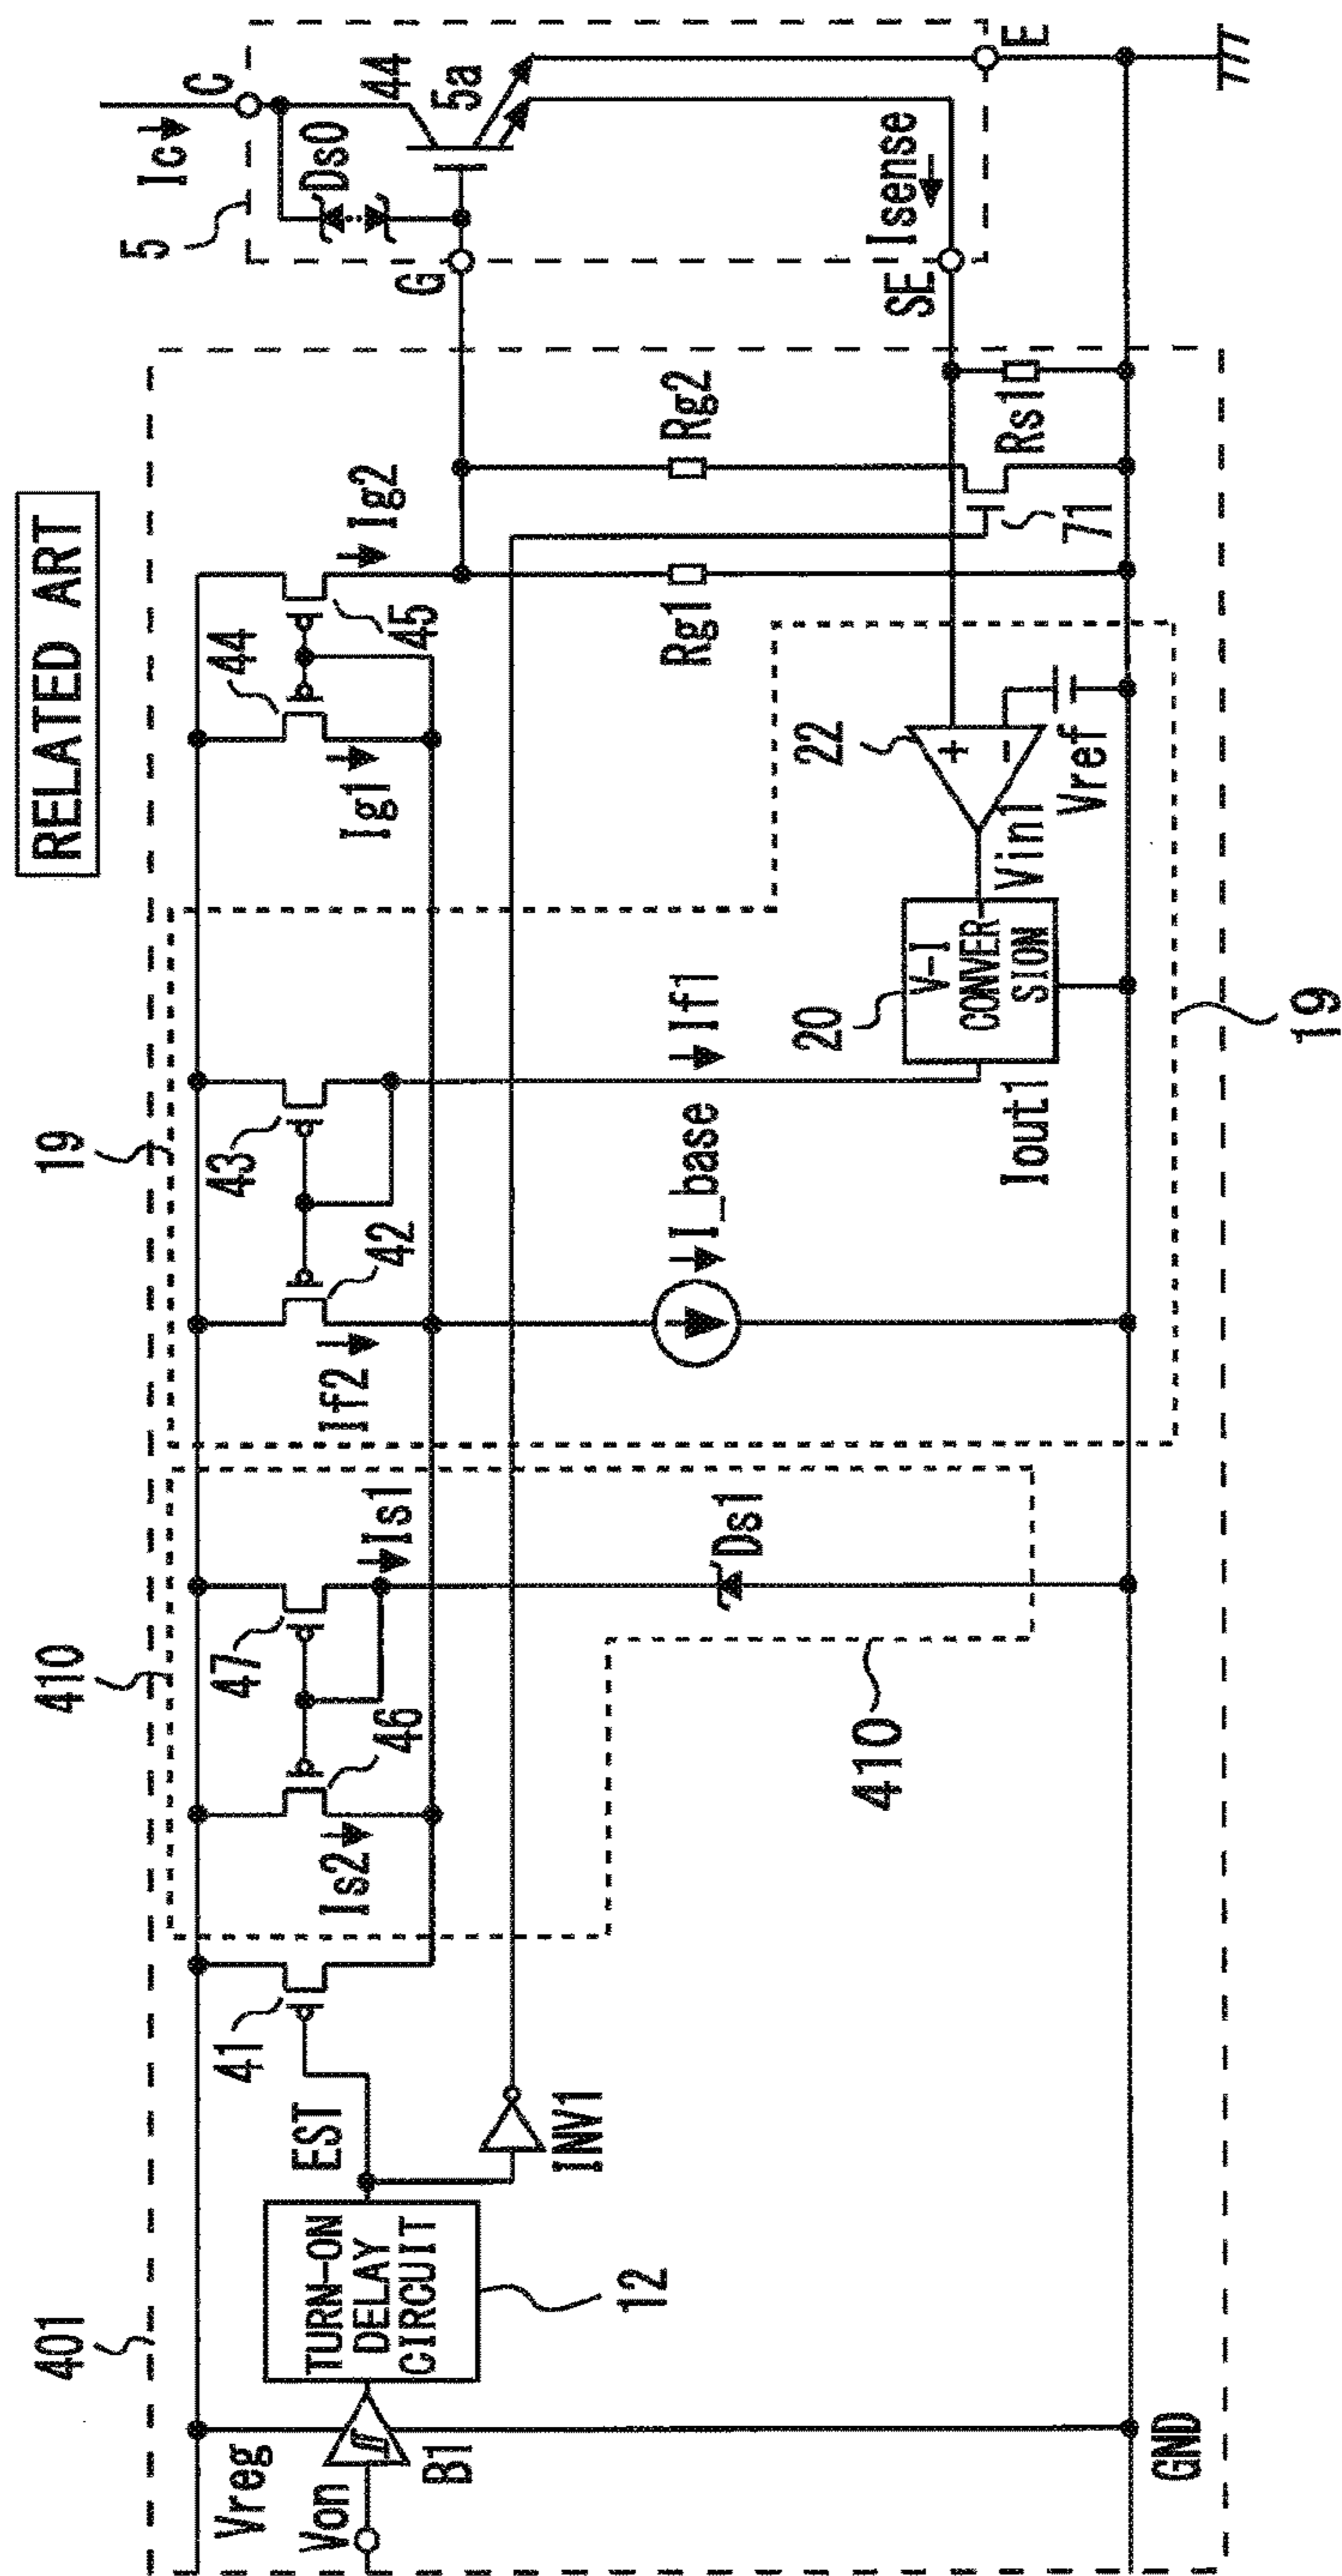 RELATED ART
401
410
19
5
Ic
C
Vreg
41
47
46
43
42
44
45
Ds0
44
5a
Von
B1
TURN-ON
DELAY
CIRCUIT
12
EST
INV1
Is2
Is1
If2
Ig1
Ig2
G
I_base
If1
Ds1
410
Rg1
Rg2
20
V-I
CONVER-
SION
Iout1
22
+
-
Vin1
Vref
71
Rs1
SE
Isense
E
GND
19